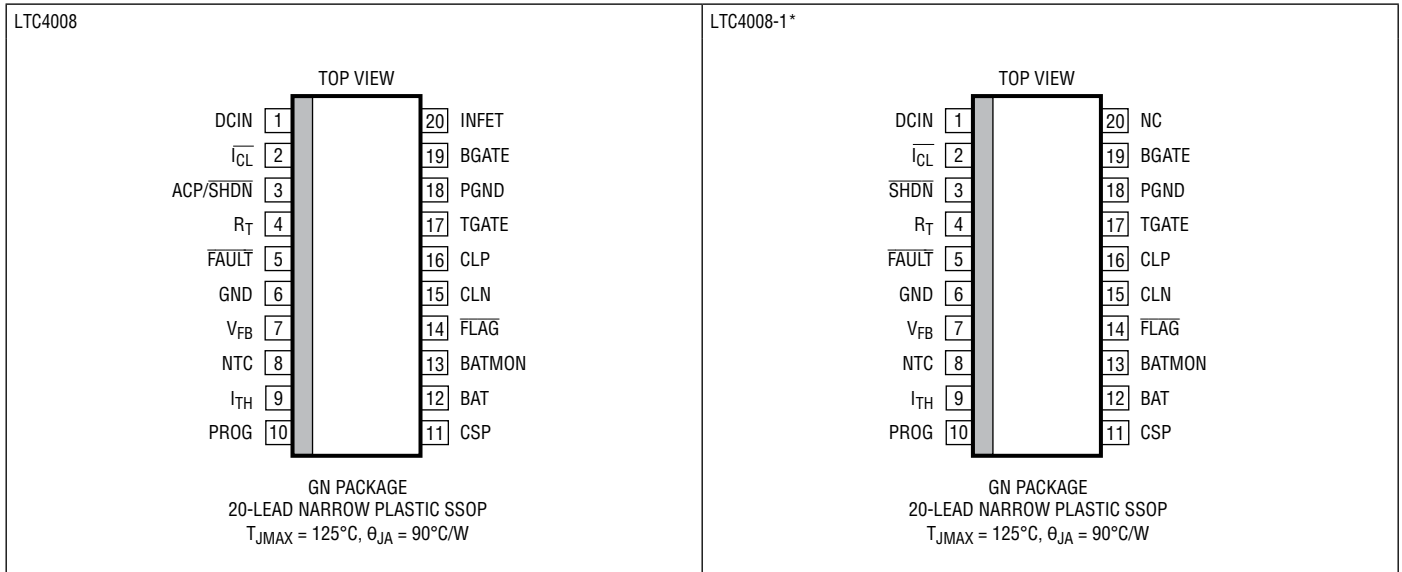 LTC4008
TOP VIEW
DCIN 1
ICL 2
ACP/SHDN 3
RT 4
FAULT 5
GND 6
VFB 7
NTC 8
ITH 9
PROG 10
20 INFET
19 BGATE
18 PGND
17 TGATE
16 CLP
15 CLN
14 FLAG
13 BATMON
12 BAT
11 CSP
GN PACKAGE
20-LEAD NARROW PLASTIC SSOP
TJMAX = 125°C, θJA = 90°C/W
LTC4008-1*
TOP VIEW
DCIN 1
ICL 2
SHDN 3
RT 4
FAULT 5
GND 6
VFB 7
NTC 8
ITH 9
PROG 10
20 NC
19 BGATE
18 PGND
17 TGATE
16 CLP
15 CLN
14 FLAG
13 BATMON
12 BAT
11 CSP
GN PACKAGE
20-LEAD NARROW PLASTIC SSOP
TJMAX = 125°C, θJA = 90°C/W